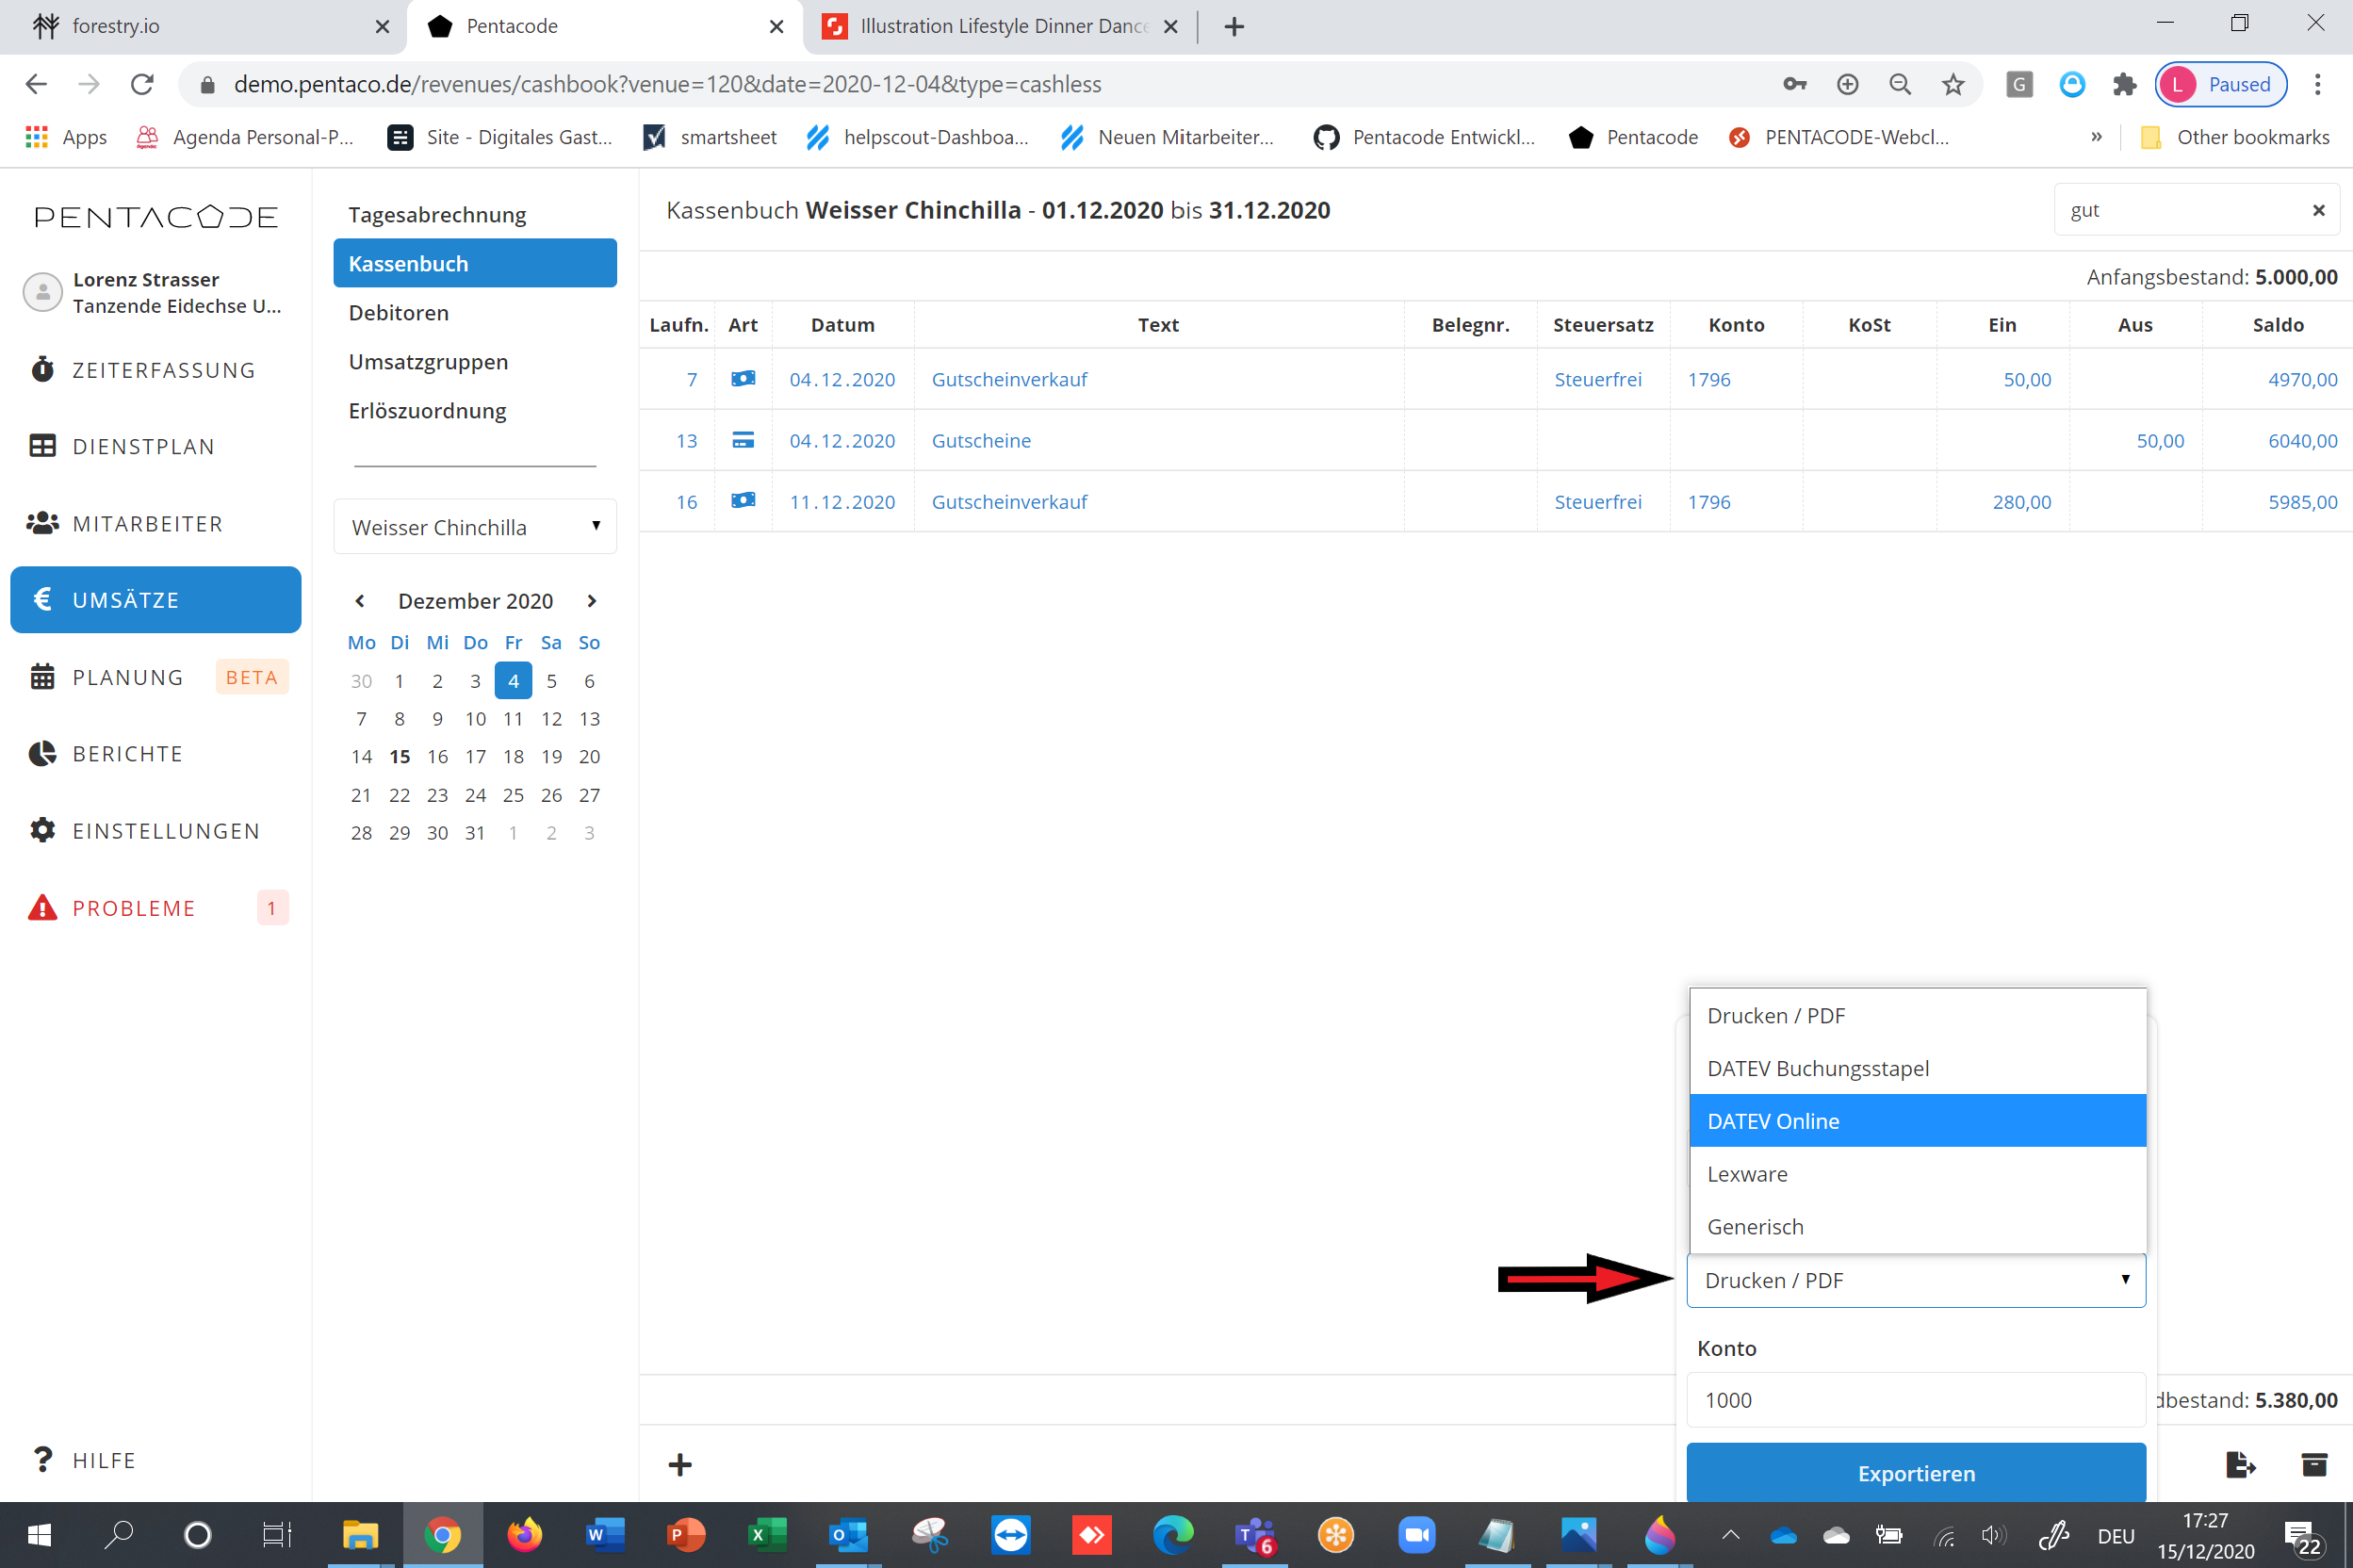 forestry.io
Pentacode
Illustration Lifestyle Dinner Dance
demo.pentaco.de/revenues/cashbook?venue=120&date=2020-12-04&type=cashless
G
L Paused
Apps
Agenda Personal-P...
Site - Digitales Gast...
smartsheet
helpscout-Dashboa...
Neuen Mitarbeiter...
Pentacode Entwickl...
Pentacode
PENTACODE-Webcl...
»
Other bookmarks
PENTACODE
Lorenz Strasser
Tanzende Eidechse U...
ZEITERFASSUNG
DIENSTPLAN
MITARBEITER
€ UMSÄTZE
PLANUNG BETA
BERICHTE
EINSTELLUNGEN
PROBLEME 1
? HILFE
Tagesabrechnung
Kassenbuch
Debitoren
Umsatzgruppen
Erlöszuordnung
Weisser Chinchilla
Dezember 2020
Mo Di Mi Do Fr Sa So
30 1 2 3 4 5 6
7 8 9 10 11 12 13
14 15 16 17 18 19 20
21 22 23 24 25 26 27
28 29 30 31 1 2 3
Kassenbuch Weisser Chinchilla - 01.12.2020 bis 31.12.2020
gut
Anfangsbestand: 5.000,00
Laufn. Art Datum Text Belegnr. Steuersatz Konto KoSt Ein Aus Saldo
7 04.12.2020 Gutscheinverkauf Steuerfrei 1796 50,00 4970,00
13 04.12.2020 Gutscheine 50,00 6040,00
16 11.12.2020 Gutscheinverkauf Steuerfrei 1796 280,00 5985,00
Drucken / PDF
DATEV Buchungsstapel
DATEV Online
Lexware
Generisch
Drucken / PDF
Konto
1000
dbestand: 5.380,00
Exportieren
+
W
P
X
O
T
6
DEU
17:27
15/12/2020
22